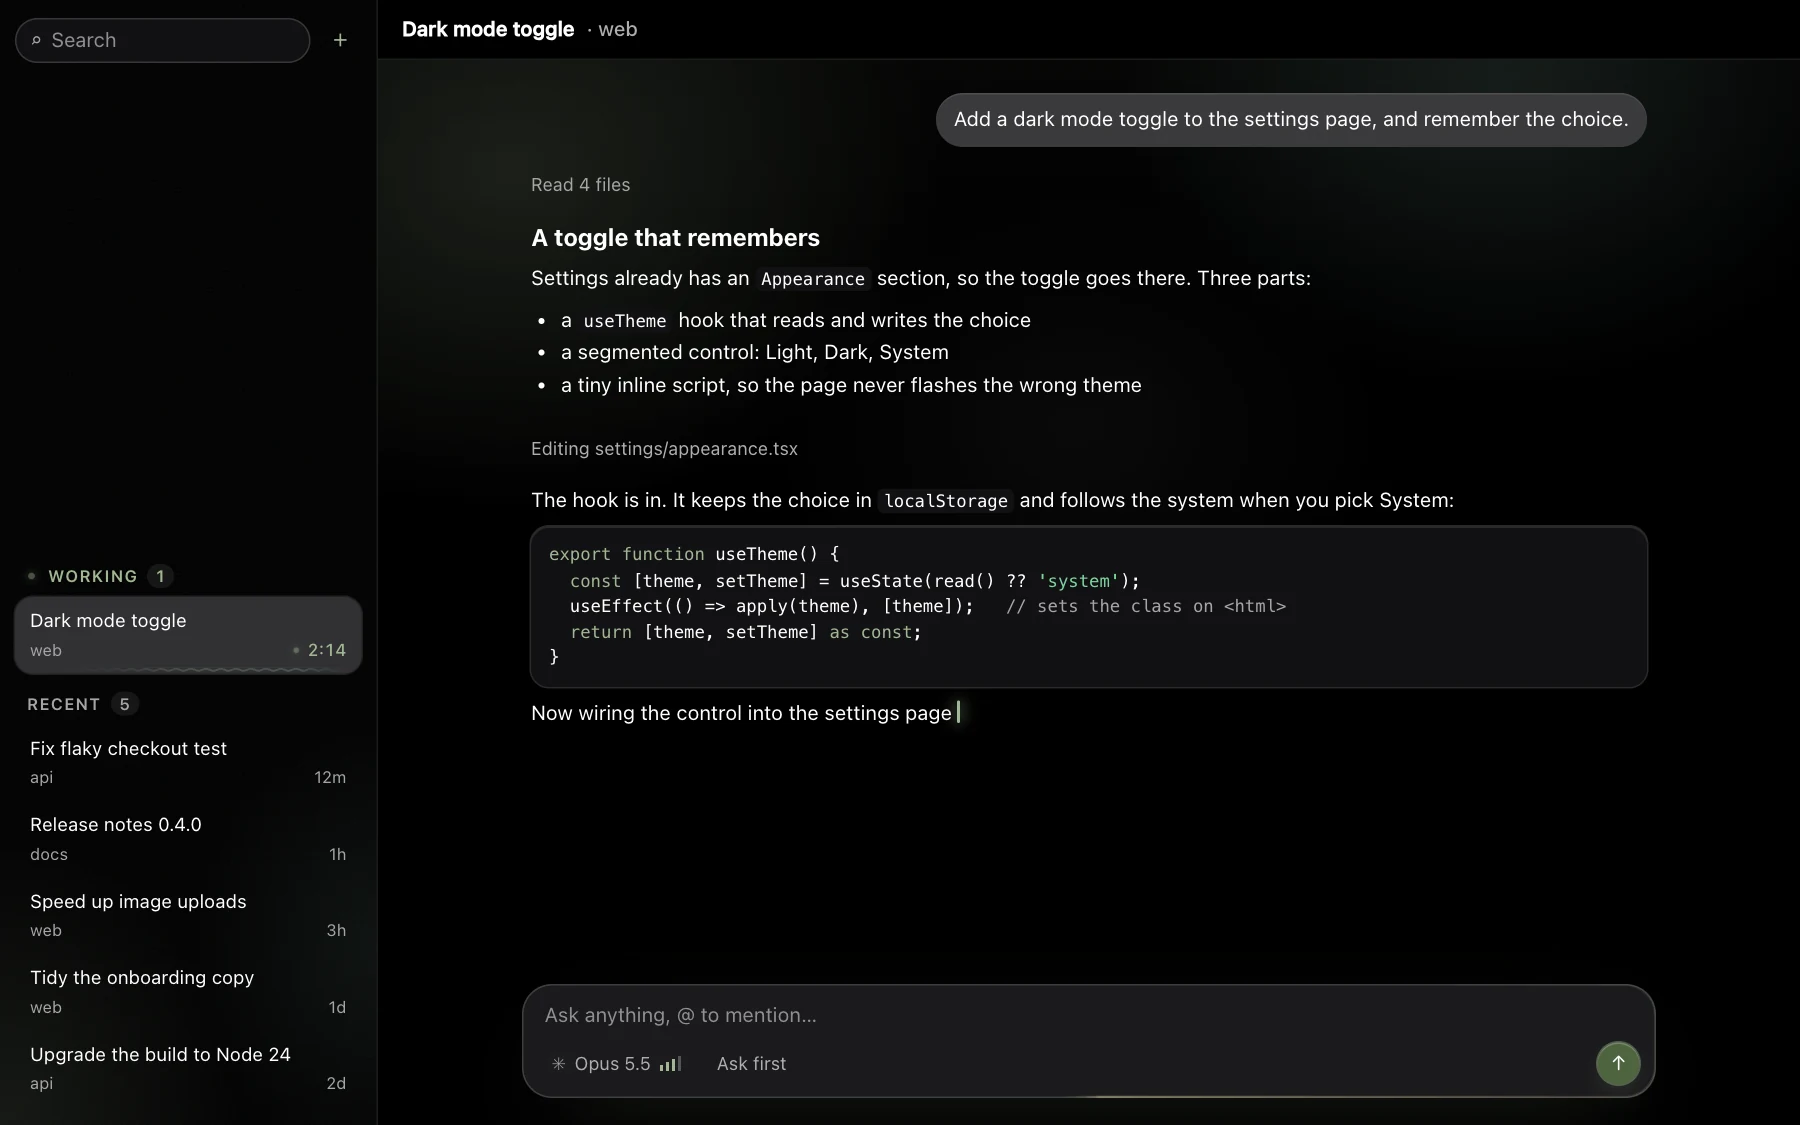 Search
+
WORKING 1
Dark mode toggle
web
2:14
RECENT 5
Fix flaky checkout test
api
12m
Release notes 0.4.0
docs
1h
Speed up image uploads
web
3h
Tidy the onboarding copy
web
1d
Upgrade the build to Node 24
api
2d
Dark mode toggle · web
Add a dark mode toggle to the settings page, and remember the choice.
Read 4 files
A toggle that remembers
Settings already has an Appearance section, so the toggle goes there. Three parts:
• a useTheme hook that reads and writes the choice
• a segmented control: Light, Dark, System
• a tiny inline script, so the page never flashes the wrong theme
Editing settings/appearance.tsx
The hook is in. It keeps the choice in localStorage and follows the system when you pick System:
export function useTheme() {
  const [theme, setTheme] = useState(read() ?? 'system');
  useEffect(() => apply(theme), [theme]);   // sets the class on <html>
  return [theme, setTheme] as const;
}
Now wiring the control into the settings page
Ask anything, @ to mention...
Opus 5.5
Ask first